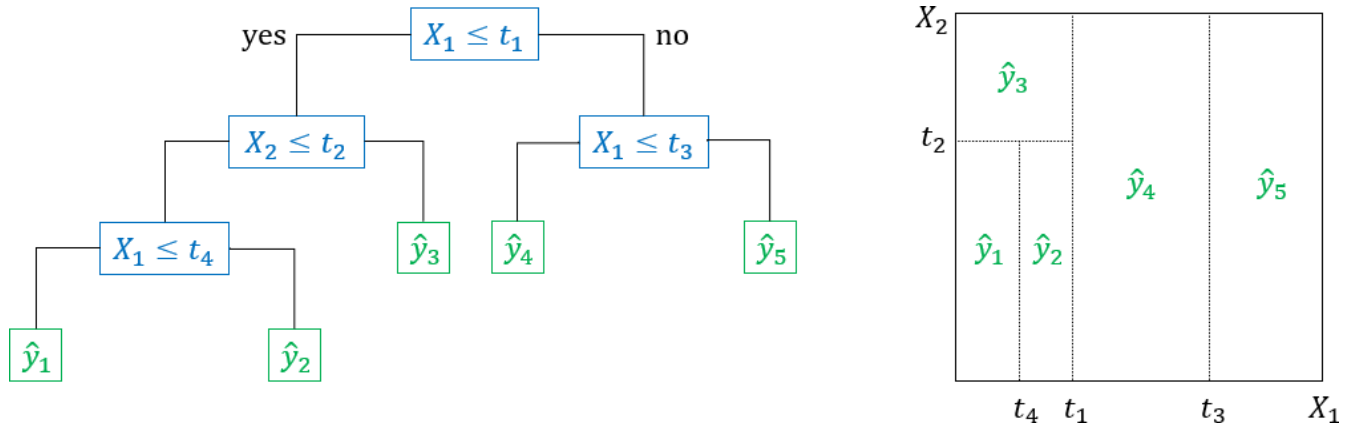 yes X₁ ≤ t₁ no
X₂ ≤ t₂ X₁ ≤ t₃
X₁ ≤ t₄ ŷ₃ ŷ₄ ŷ₅
ŷ₁ ŷ₂
X₂
ŷ₃
t₂
ŷ₄ ŷ₅
ŷ₁ ŷ₂
t₄ t₁ t₃ X₁